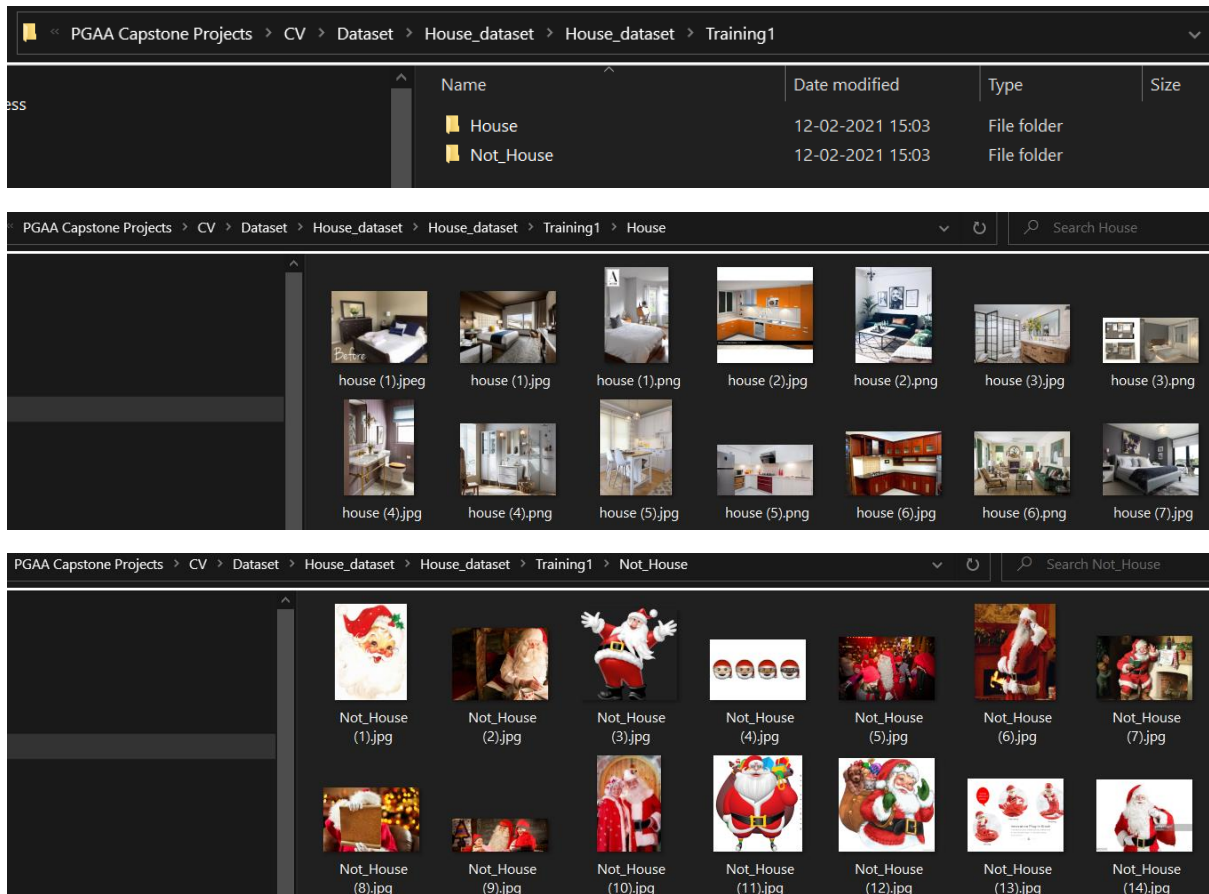 « PGAA Capstone Projects > CV > Dataset > House_dataset > House_dataset > Training1
ess
Name Date modified Type Size
House 12-02-2021 15:03 File folder
Not_House 12-02-2021 15:03 File folder
« PGAA Capstone Projects > CV > Dataset > House_dataset > House_dataset > Training1 > House Search House
A
Before
house (1).jpeg house (1).jpg house (1).png house (2).jpg house (2).png house (3).jpg house (3).png
house (4).jpg house (4).png house (5).jpg house (5).png house (6).jpg house (6).png house (7).jpg
PGAA Capstone Projects > CV > Dataset > House_dataset > House_dataset > Training1 > Not_House Search Not_House
Not_House Not_House Not_House Not_House Not_House Not_House Not_House
(1).jpg (2).jpg (3).jpg (4).jpg (5).jpg (6).jpg (7).jpg
Not_House Not_House Not_House Not_House Not_House Not_House Not_House
(8).jpg (9).jpg (10).jpg (11).jpg (12).jpg (13).jpg (14).jpg